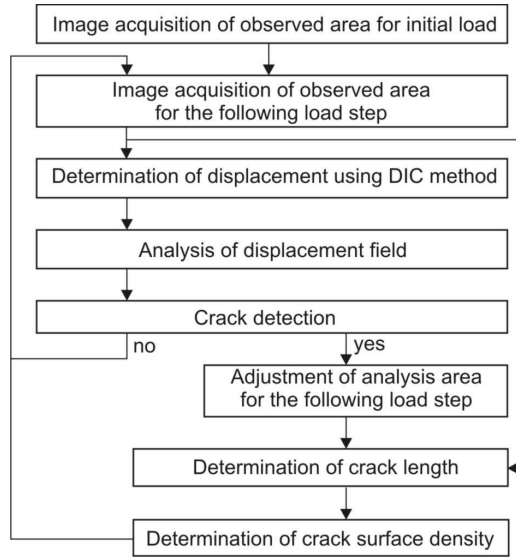 Image acquisition of observed area for initial load
Image acquisition of observed area
for the following load step
Determination of displacement using DIC method
Analysis of displacement field
Crack detection
no
yes
Adjustment of analysis area
for the following load step
Determination of crack length
Determination of crack surface density